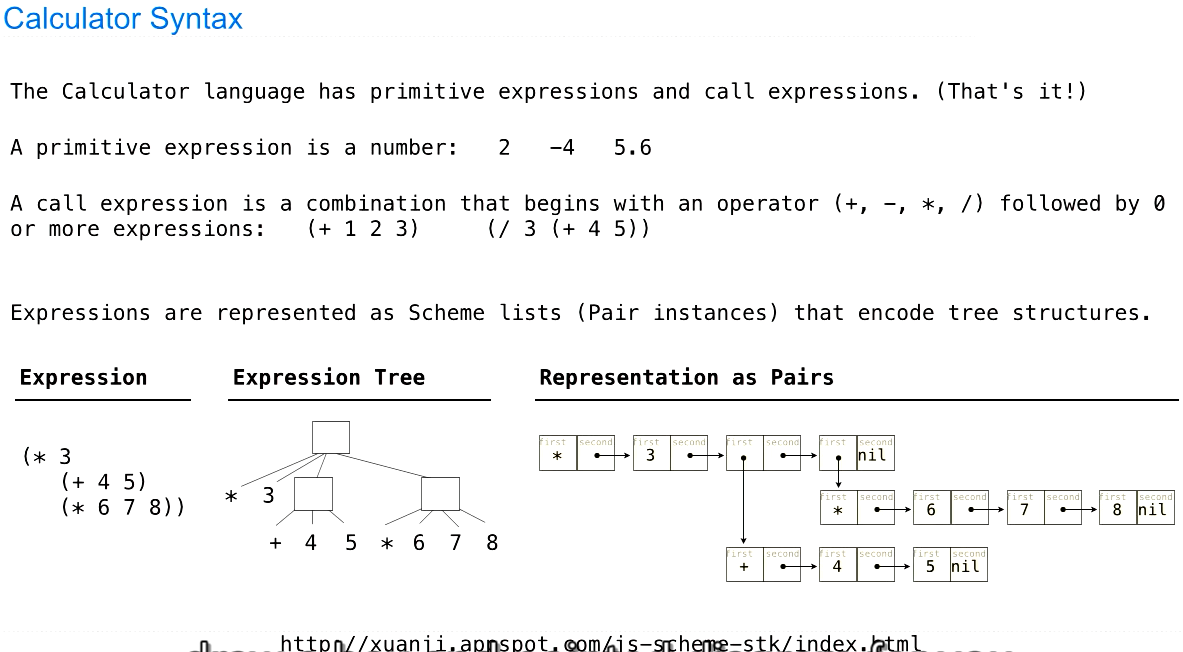 Calculator Syntax
The Calculator language has primitive expressions and call expressions. (That's it!)
A primitive expression is a number: 2 −4 5.6
A call expression is a combination that begins with an operator (+, −, *, /) followed by 0
or more expressions: (+ 1 2 3) (/ 3 (+ 4 5))
Expressions are represented as Scheme lists (Pair instances) that encode tree structures.
Expression Expression Tree Representation as Pairs
(* 3
(+ 4 5)
(* 6 7 8))
* 3
+ 4 5 * 6 7 8
first second first second first second first second
* 3 nil
first second first second first second first second
* 6 7 8 nil
first second first second first second
+ 4 5 nil
http://xuanji.appspot.com/js-scheme-stk/index.html